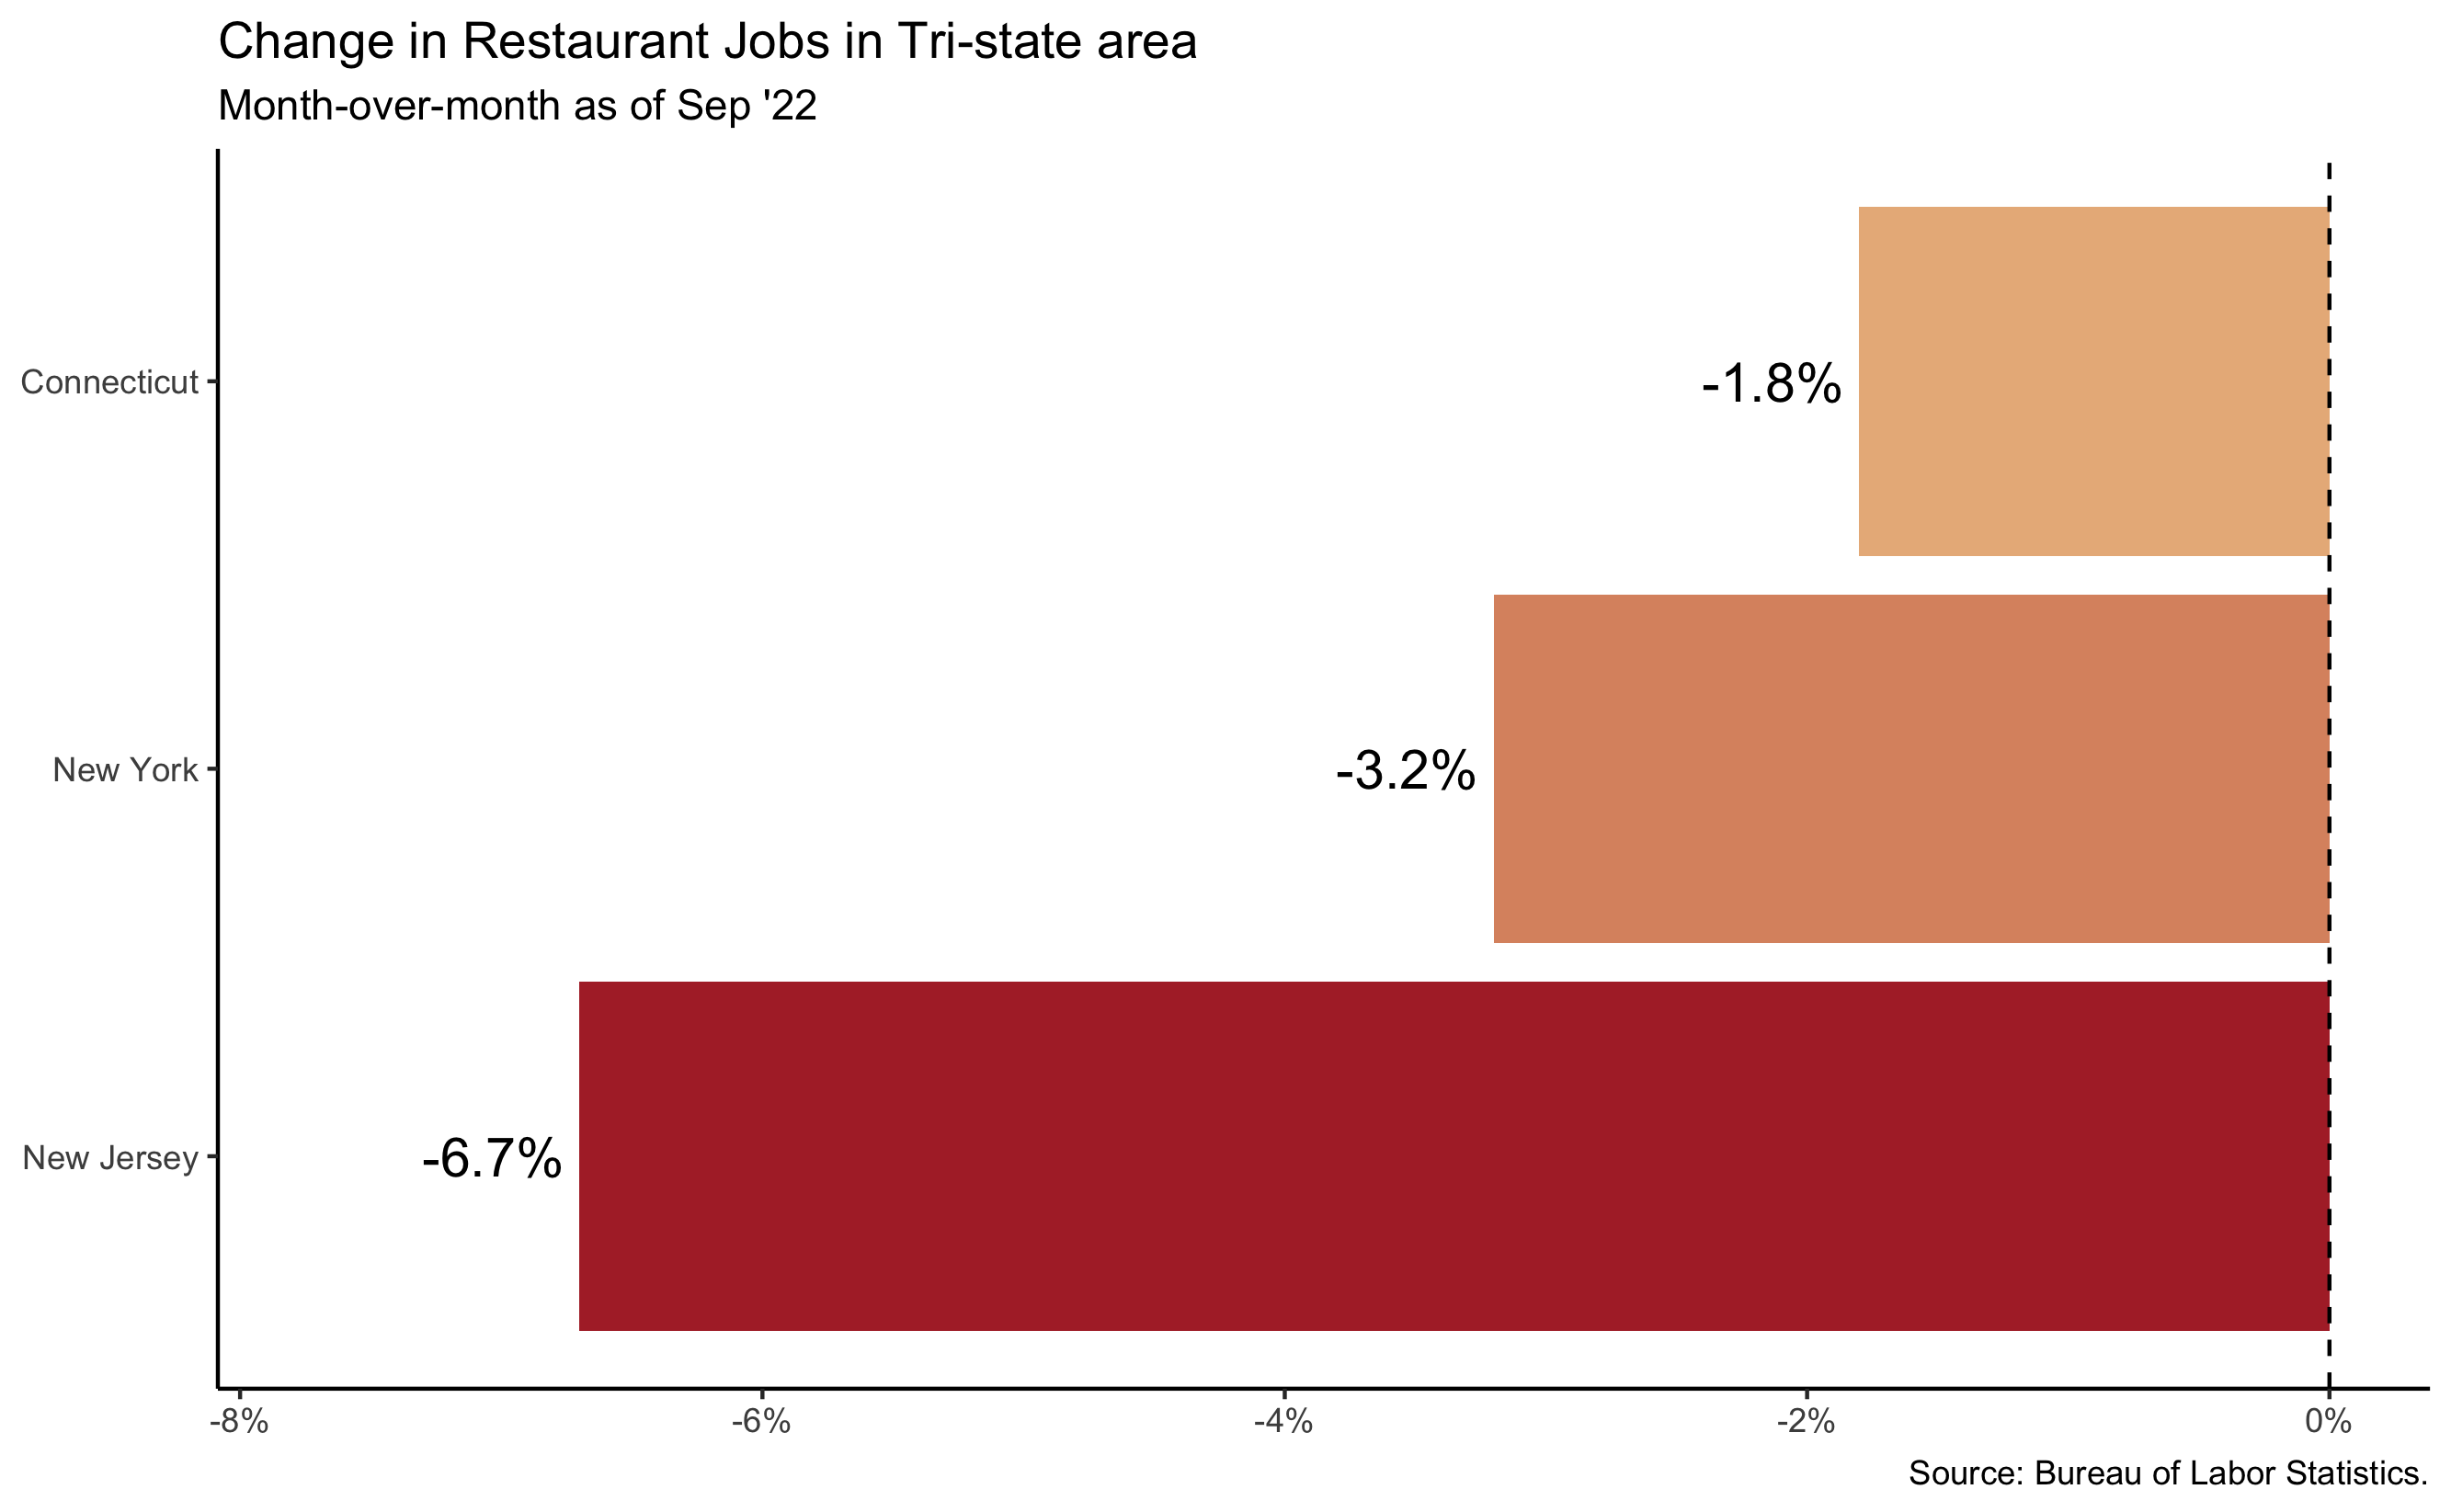 Change in Restaurant Jobs in Tri-state area
Month-over-month as of Sep '22
Connecticut
-1.8%
New York
-3.2%
New Jersey
-6.7%
-8% -6% -4% -2% 0%
Source: Bureau of Labor Statistics.